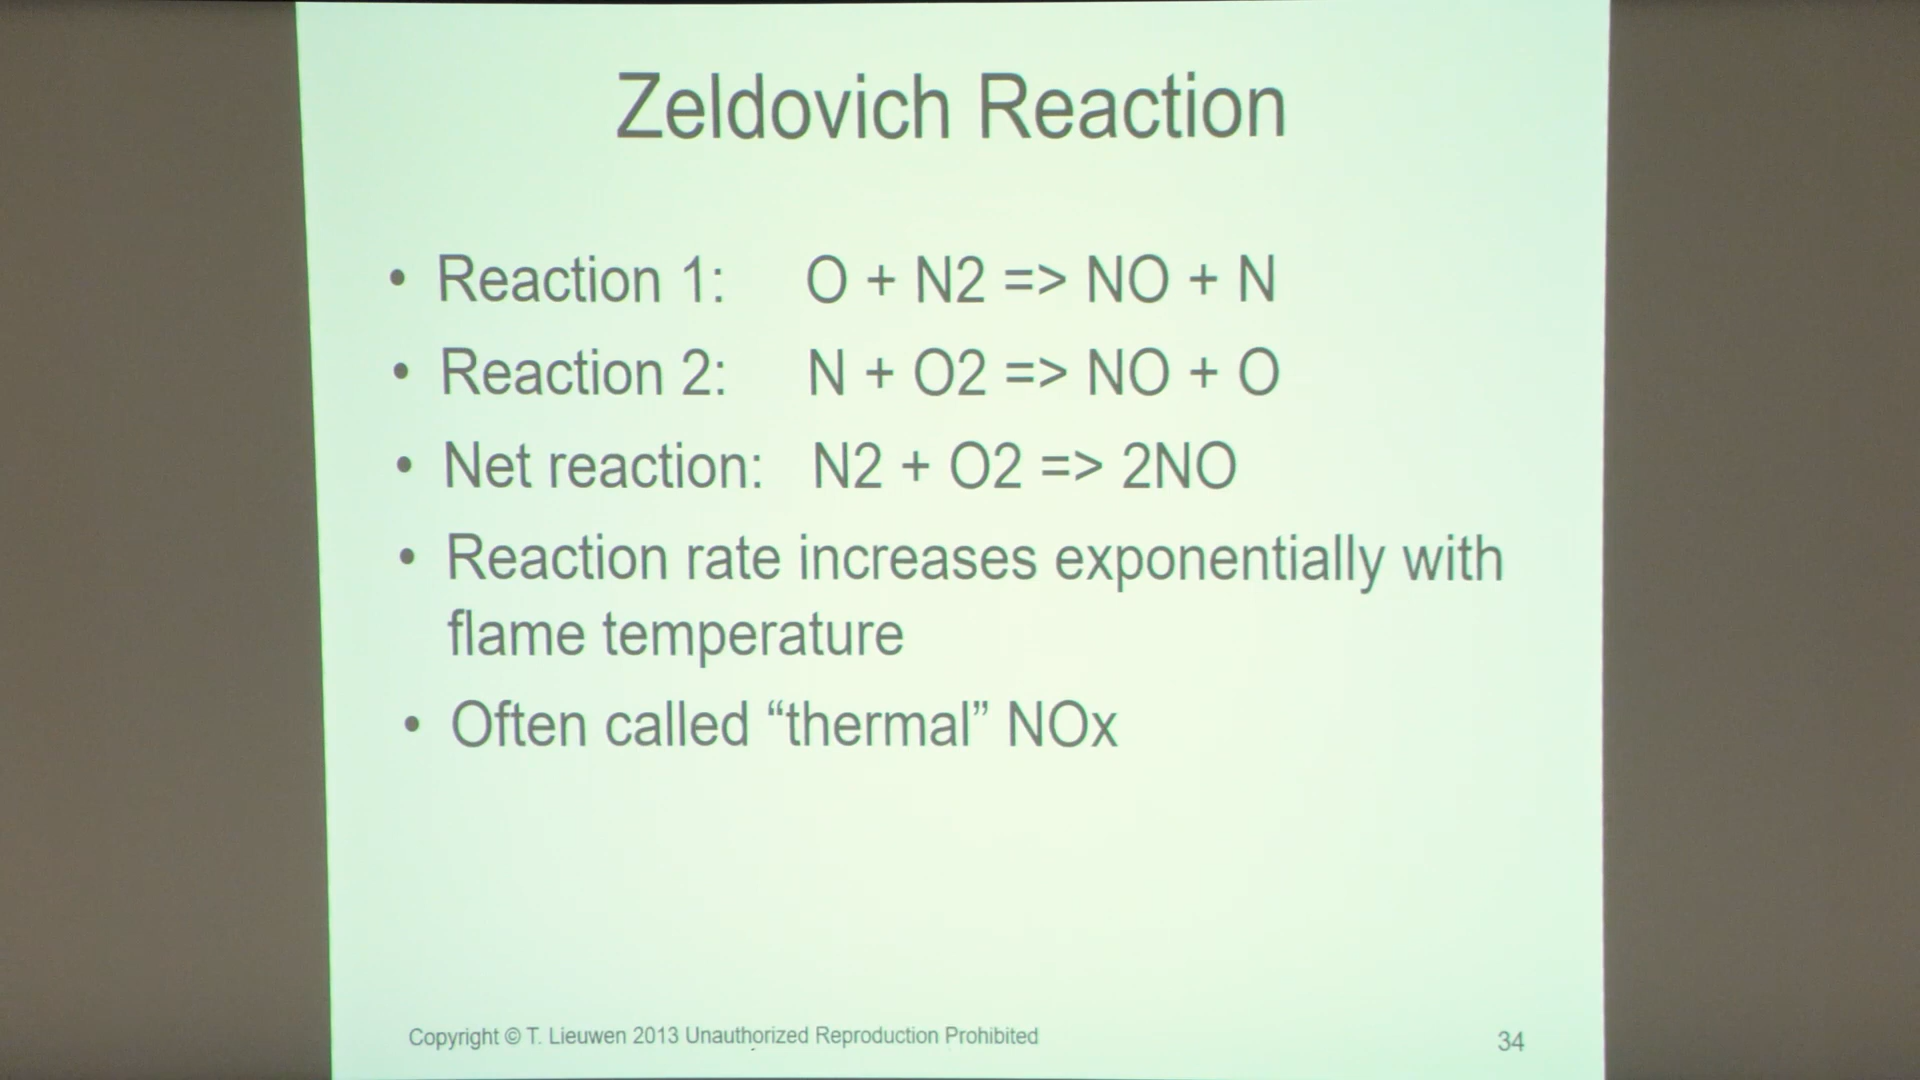 Zeldovich Reaction
• Reaction 1: O + N2 => NO + N
• Reaction 2: N + O2 => NO + O
• Net reaction: N2 + O2 => 2NO
• Reaction rate increases exponentially with
flame temperature
• Often called “thermal” NOx
Copyright © T. Lieuwen 2013 Unauthorized Reproduction Prohibited
34